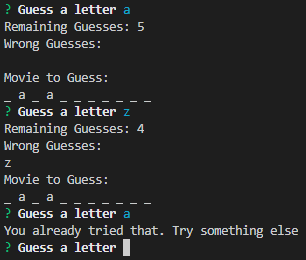 ? Guess a letter a
Remaining Guesses: 5
Wrong Guesses:
Movie to Guess:
_ a _ a _ _ _ _ _ _ _
? Guess a letter z
Remaining Guesses: 4
Wrong Guesses:
z
Movie to Guess:
_ a _ a _ _ _ _ _ _ _
? Guess a letter a
You already tried that. Try something else
? Guess a letter